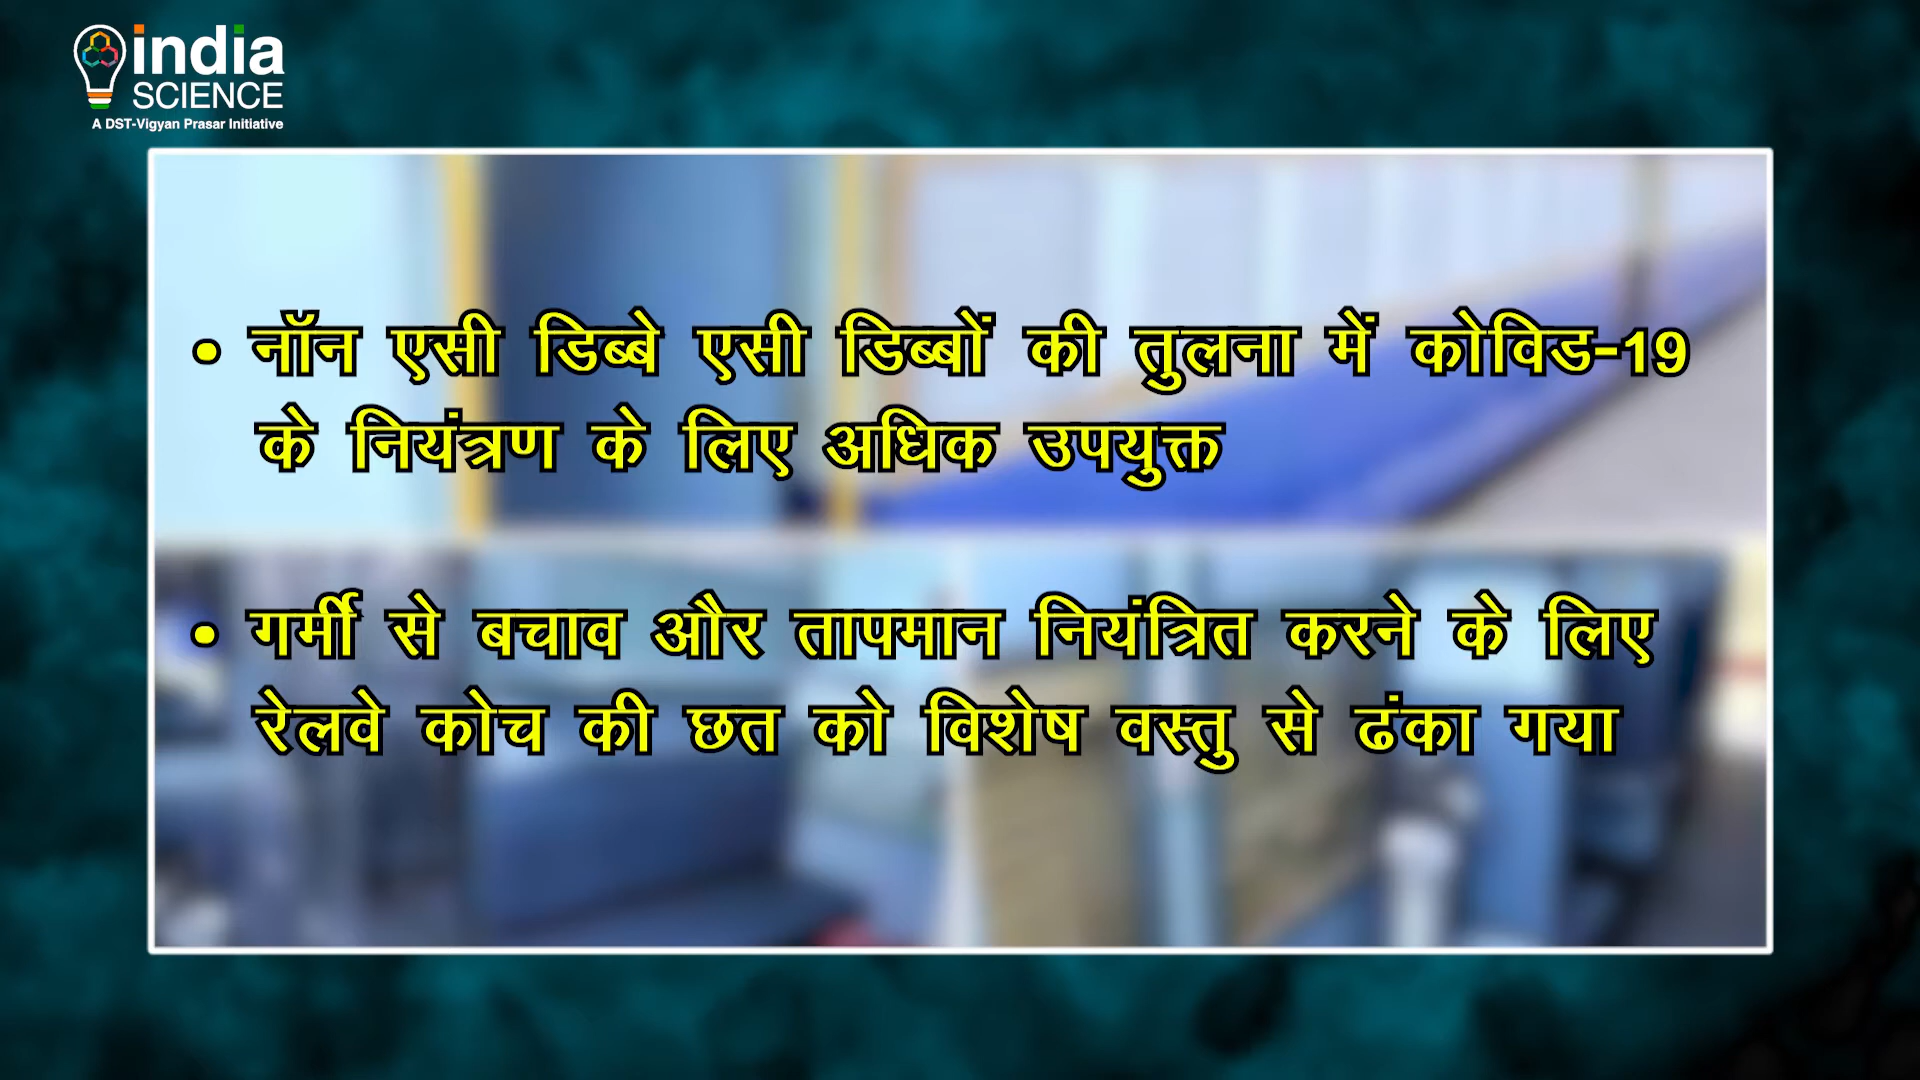 india
SCIENCE
A DST-Vigyan Prasar Initiative
• नॉन एसी डिब्बे एसी डिब्बों की तुलना में कोविड-19
के नियंत्रण के लिए अधिक उपयुक्त
• गर्मी से बचाव और तापमान नियंत्रित करने के लिए
रेलवे कोच की छत को विशेष वस्तु से ढंका गया